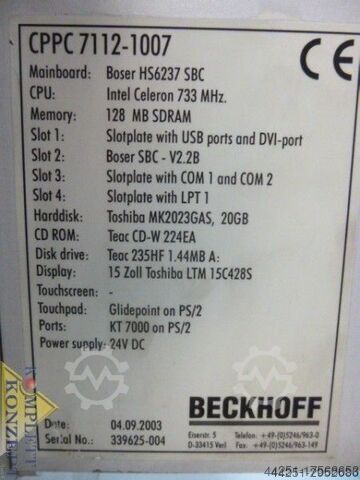 CPPC 7112-1007
CE
Mainboard: Boser HS6237 SBC
CPU: Intel Celeron 733 MHz.
Memory: 128 MB SDRAM
Slot 1: Slotplate with USB ports and DVI-port
Slot 2: Boser SBC - V2.2B
Slot 3: Slotplate with COM 1 and COM 2
Slot 4: Slotplate with LPT 1
Harddisk: Toshiba MK2023GAS, 20GB
CD ROM: Teac CD-W 224EA
Disk drive: Teac 235HF 1.44MB A:
Display: 15 Zoll Toshiba LTM 15C428S
Touchscreen: -
Touchpad: Glidepoint on PS/2
Ports: KT 7000 on PS/2
Power supply: 24V DC
KOMPLETT
KONZEPT
Date: 04.09.2003
Serial No.: 339625-004
BECKHOFF
Eiserstr. 5 Telefon: ++49-(0)5246/963-0
D-33415 Verl Telefax: ++49-(0)5246/963-149